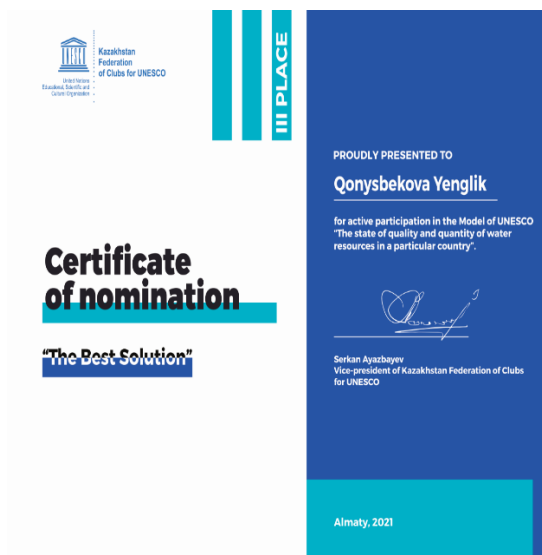 Kazakhstan
Federation
of Clubs for UNESCO
United Nations
Educational, Scientific and
Cultural Organization
III PLACE
Certificate
of nomination
“The Best Solution”
PROUDLY PRESENTED TO
Qonysbekova Yenglik
for active participation in the Model of UNESCO
“The state of quality and quantity of water
resources in a particular country”.
Serkan Ayazbayev
Vice-president of Kazakhstan Federation of Clubs
for UNESCO
Almaty, 2021